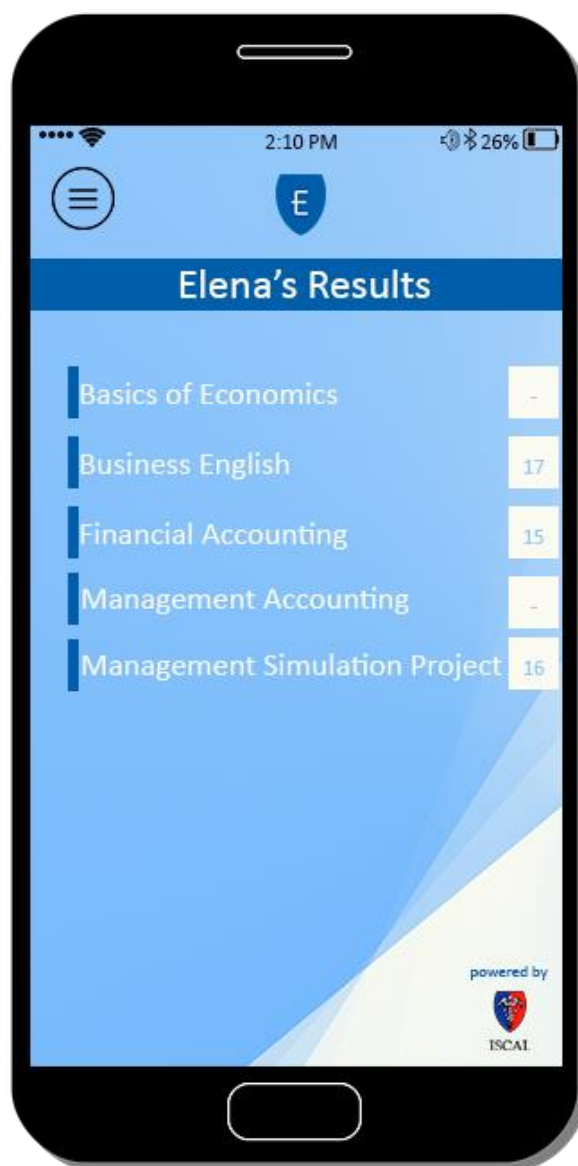 2:10 PM 26%
E
Elena's Results
Basics of Economics -
Business English 17
Financial Accounting 15
Management Accounting -
Management Simulation Project 16
powered by
ISCAL